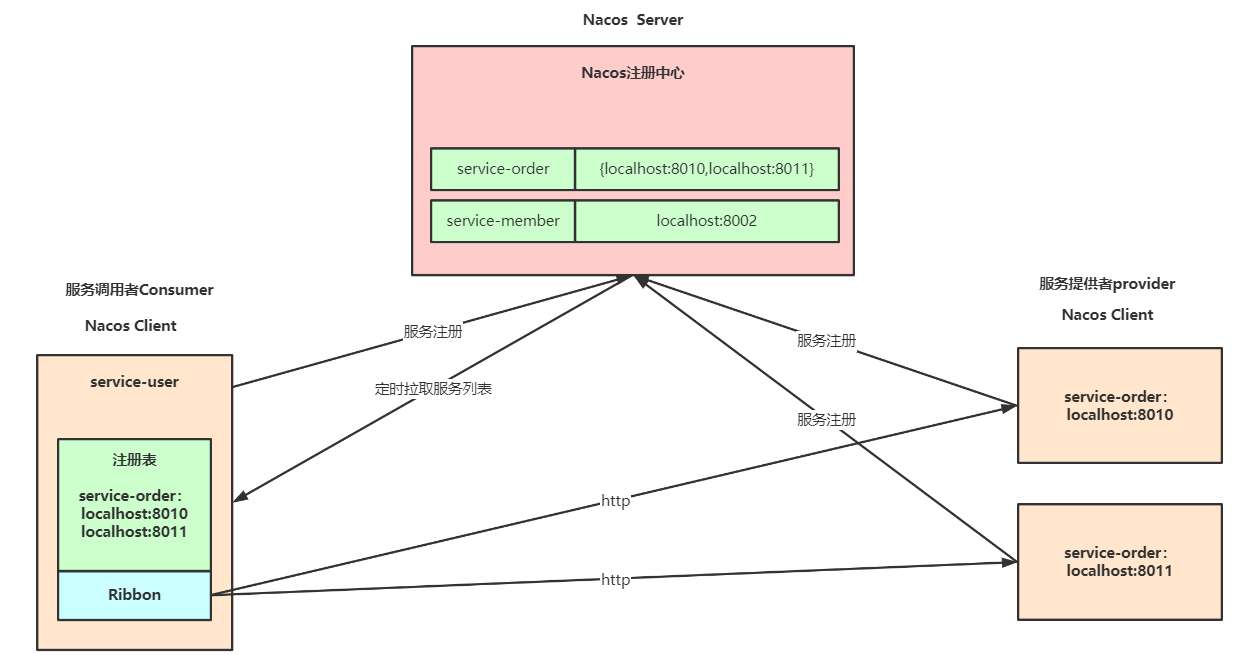 Nacos  Server
Nacos注册中心
service-order
{localhost:8010,localhost:8011}
service-member
localhost:8002
服务调用者Consumer
Nacos Client
service-user
注册表
service-order：
localhost:8010
localhost:8011
Ribbon
服务注册
定时拉取服务列表
服务注册
服务注册
http
http
服务提供者provider
Nacos Client
service-order：
localhost:8010
service-order：
localhost:8011